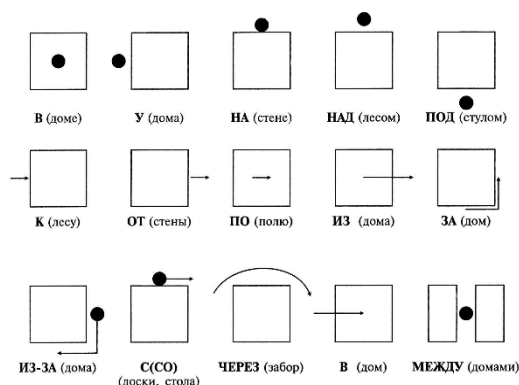 В (доме) У (дома) НА (стене) НАД (лесом) ПОД (стулом)
К (лесу) ОТ (стены) ПО (полю) ИЗ (дома) ЗА (дом)
ИЗ-ЗА (дома) С(СО) ЧЕРЕЗ (забор) В (дом) МЕЖДУ (домами)
(доски, стола)